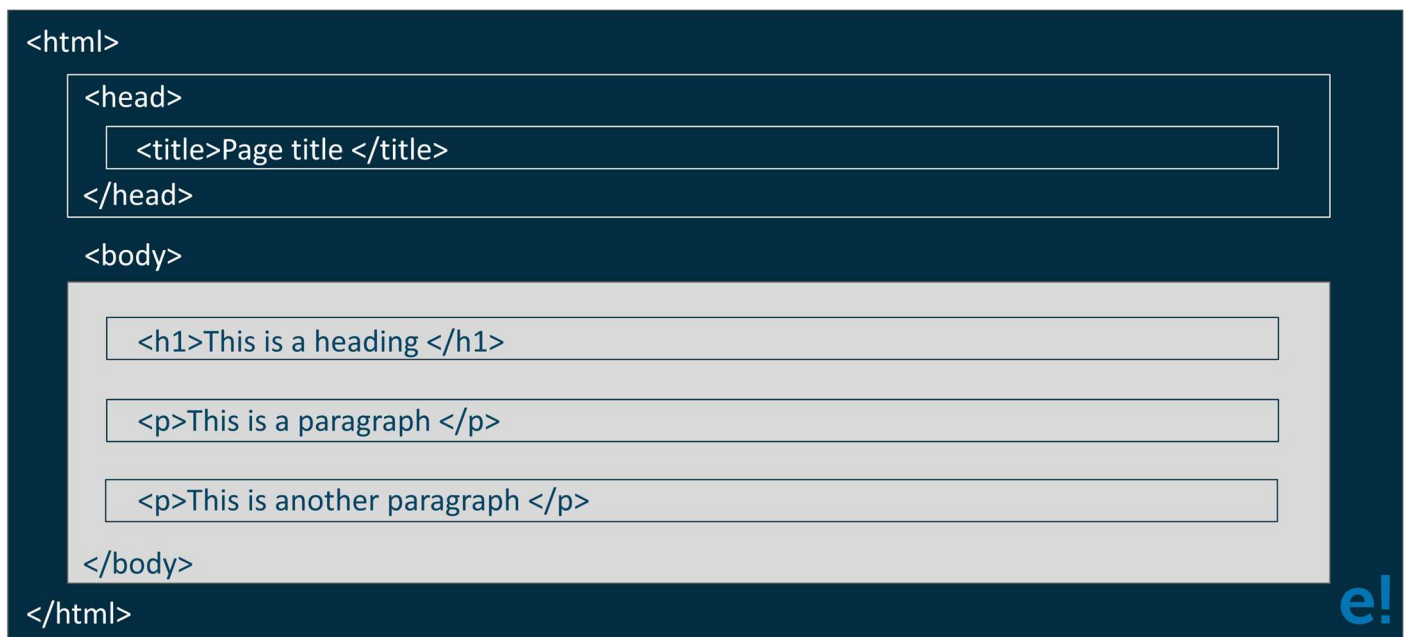 <html>
<head>
<title>Page title </title>
</head>
<body>
<h1>This is a heading </h1>
<p>This is a paragraph </p>
<p>This is another paragraph </p>
</body>
</html>
e!